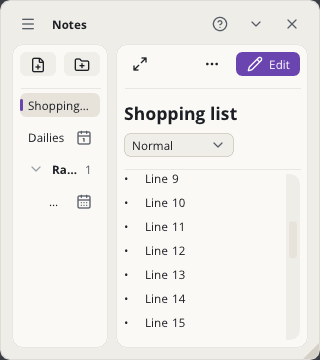 Notes
Shopping...
Dailies
Ra... 1
...
Edit
Shopping list
Normal
• Line 9
• Line 10
• Line 11
• Line 12
• Line 13
• Line 14
• Line 15